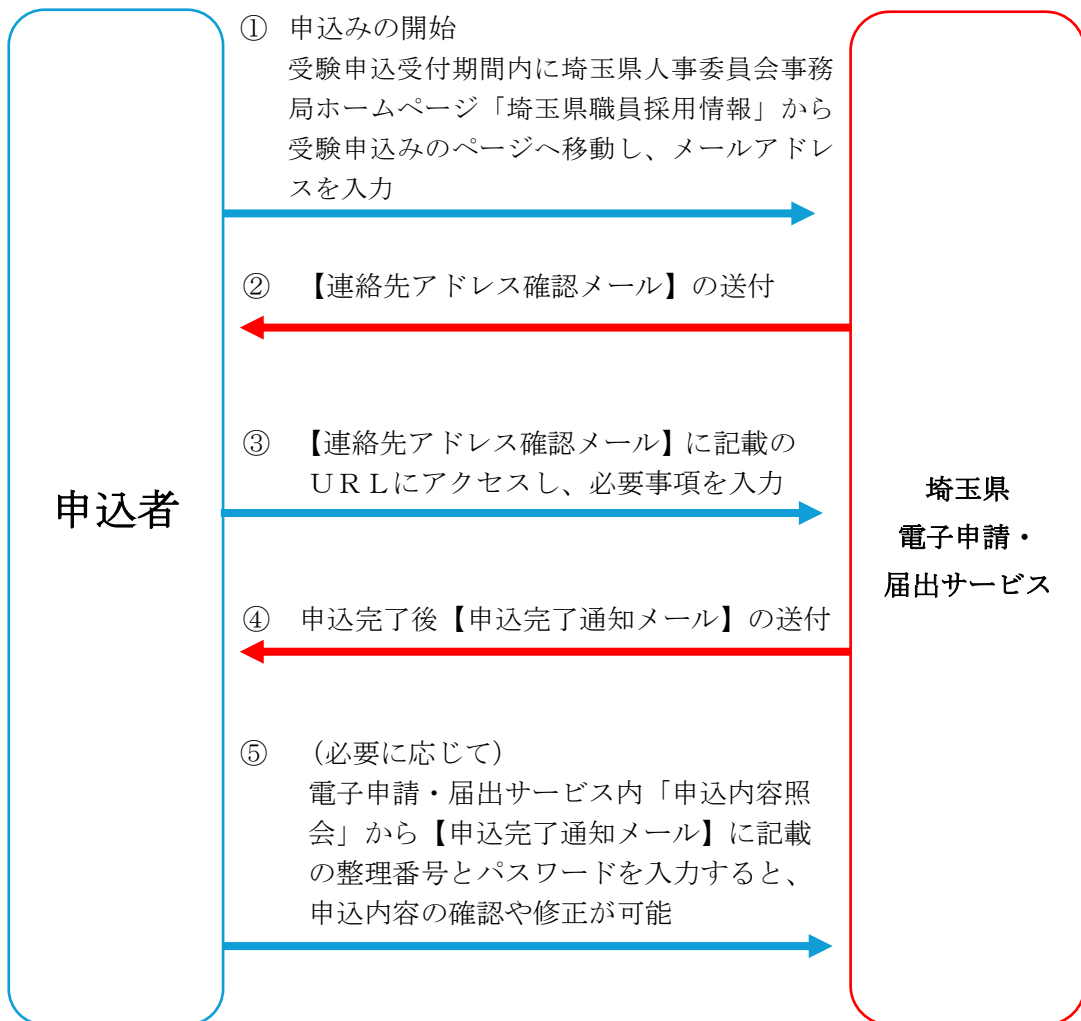 ① 申込みの開始
受験申込受付期間内に埼玉県人事委員会事務
局ホームページ「埼玉県職員採用情報」から
受験申込みのページへ移動し、メールアドレ
スを入力
② 【連絡先アドレス確認メール】の送付
③ 【連絡先アドレス確認メール】に記載の
ＵＲＬにアクセスし、必要事項を入力
申込者
埼玉県
電子申請・
届出サービス
④ 申込完了後【申込完了通知メール】の送付
⑤ （必要に応じて）
電子申請・届出サービス内「申込内容照
会」から【申込完了通知メール】に記載
の整理番号とパスワードを入力すると、
申込内容の確認や修正が可能